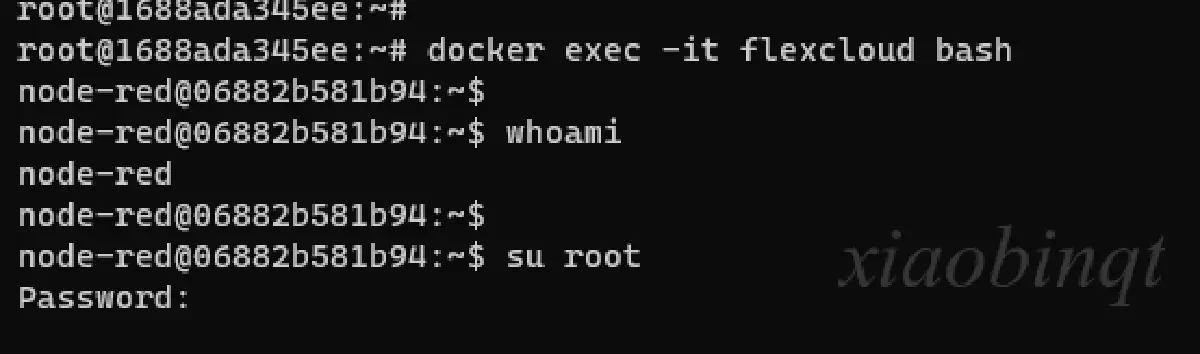 root@1688ada345ee:~#
root@1688ada345ee:~# docker exec -it flexcloud bash
node-red@06882b581b94:~$
node-red@06882b581b94:~$ whoami
node-red
node-red@06882b581b94:~$
node-red@06882b581b94:~$ su root
Password:
xiaobinqt